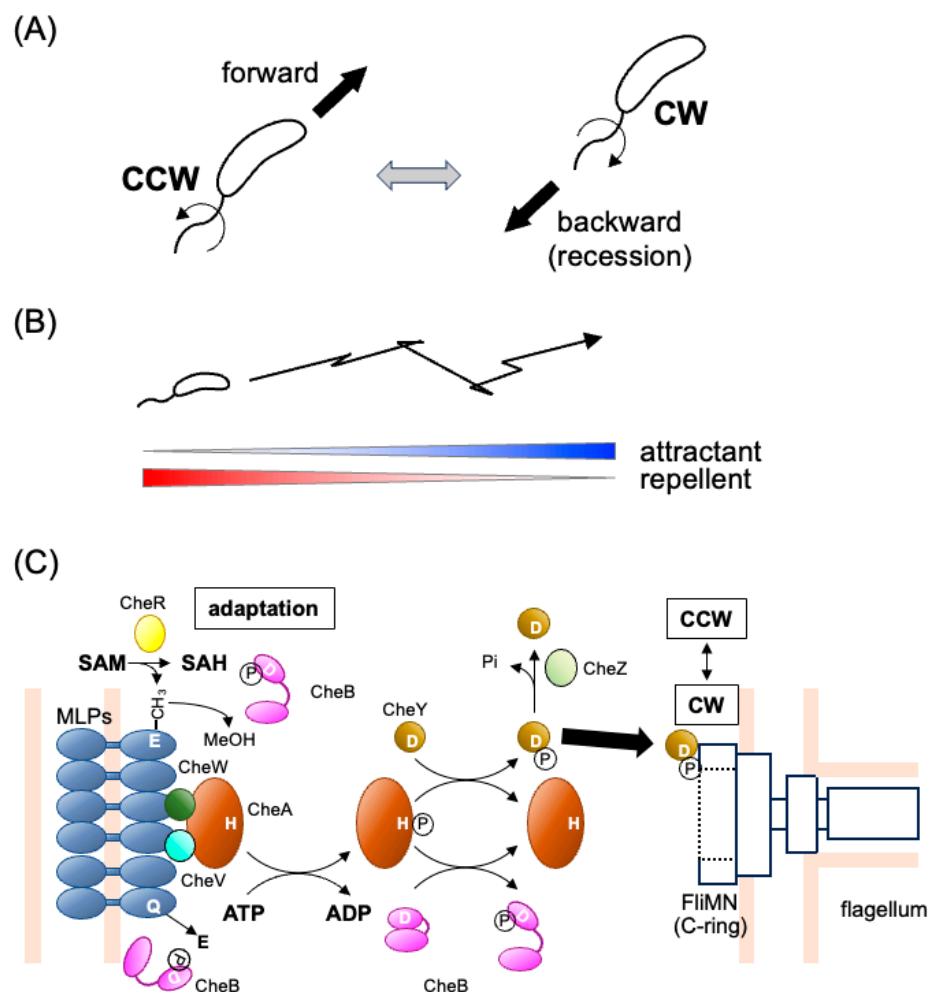 (A)
forward
CCW
CW
backward
(recession)
(B)
attractant
repellent
(C)
CheR
adaptation
SAM
SAH
CH3
P
D
CheB
MLPs
E
MeOH
CheW
H
CheA
CheV
Q
ATP
ADP
E
P
D
CheB
D
Pi
CheZ
CheY
D
D
P
H
P
H
D
P
D
CheB
CCW
CW
D
P
FliMN
(C-ring)
flagellum